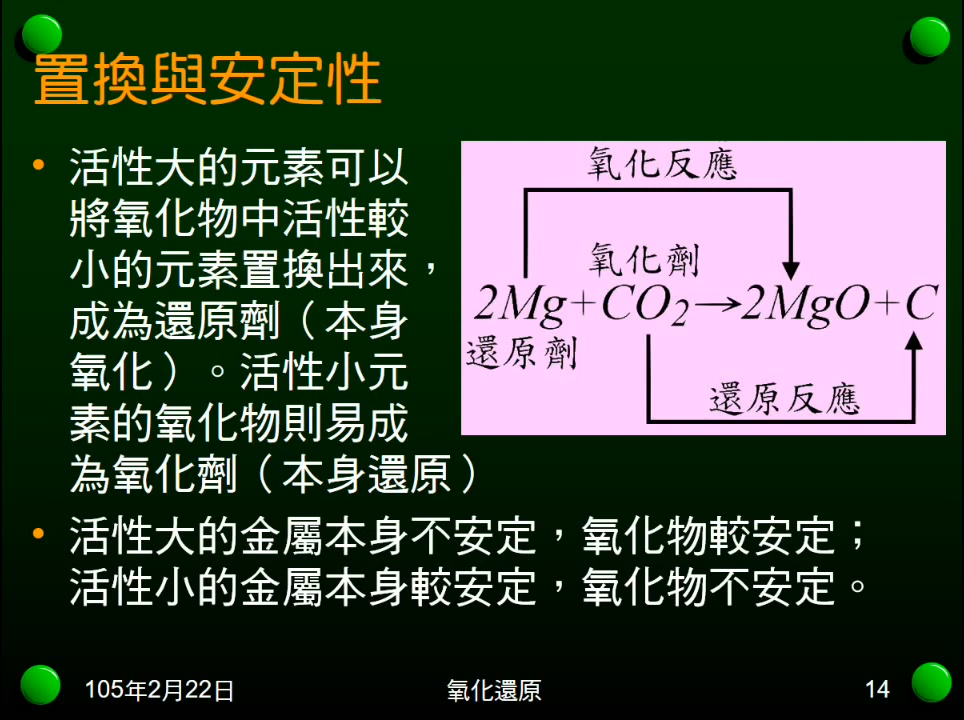 置換與安定性
• 活性大的元素可以
將氧化物中活性較
小的元素置換出來，
成為還原劑（本身
氧化）。活性小元
素的氧化物則易成
為氧化劑（本身還原）
氧化反應
氧化劑
2Mg+CO₂→2MgO+C
還原劑
還原反應
• 活性大的金屬本身不安定，氧化物較安定；
活性小的金屬本身較安定，氧化物不安定。
105年2月22日
氧化還原
14